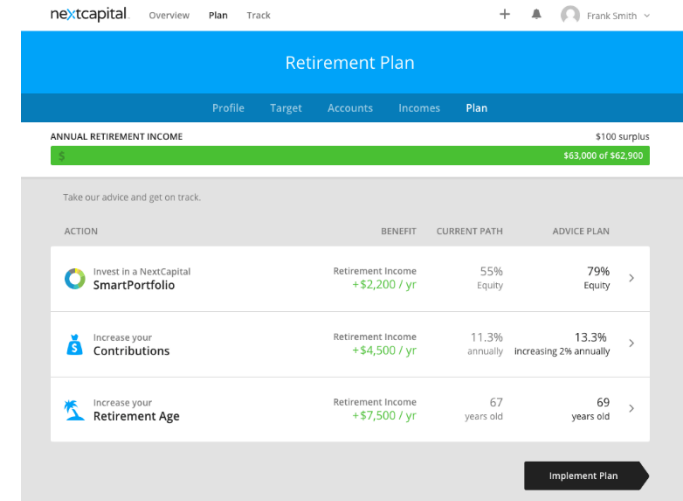 nextcapital. Overview Plan Track + Frank Smith
Retirement Plan
Profile Target Accounts Incomes Plan
ANNUAL RETIREMENT INCOME $100 surplus
$ $63,000 of $62,900
Take our advice and get on track.
ACTION BENEFIT CURRENT PATH ADVICE PLAN
Invest in a NextCapital Retirement Income 55% 79%
SmartPortfolio +$2,200 / yr Equity Equity
Increase your Retirement Income 11.3% 13.3%
$ Contributions +$4,500 / yr annually increasing 2% annually
Increase your Retirement Income 67 69
Retirement Age +$7,500 / yr years old years old
Implement Plan